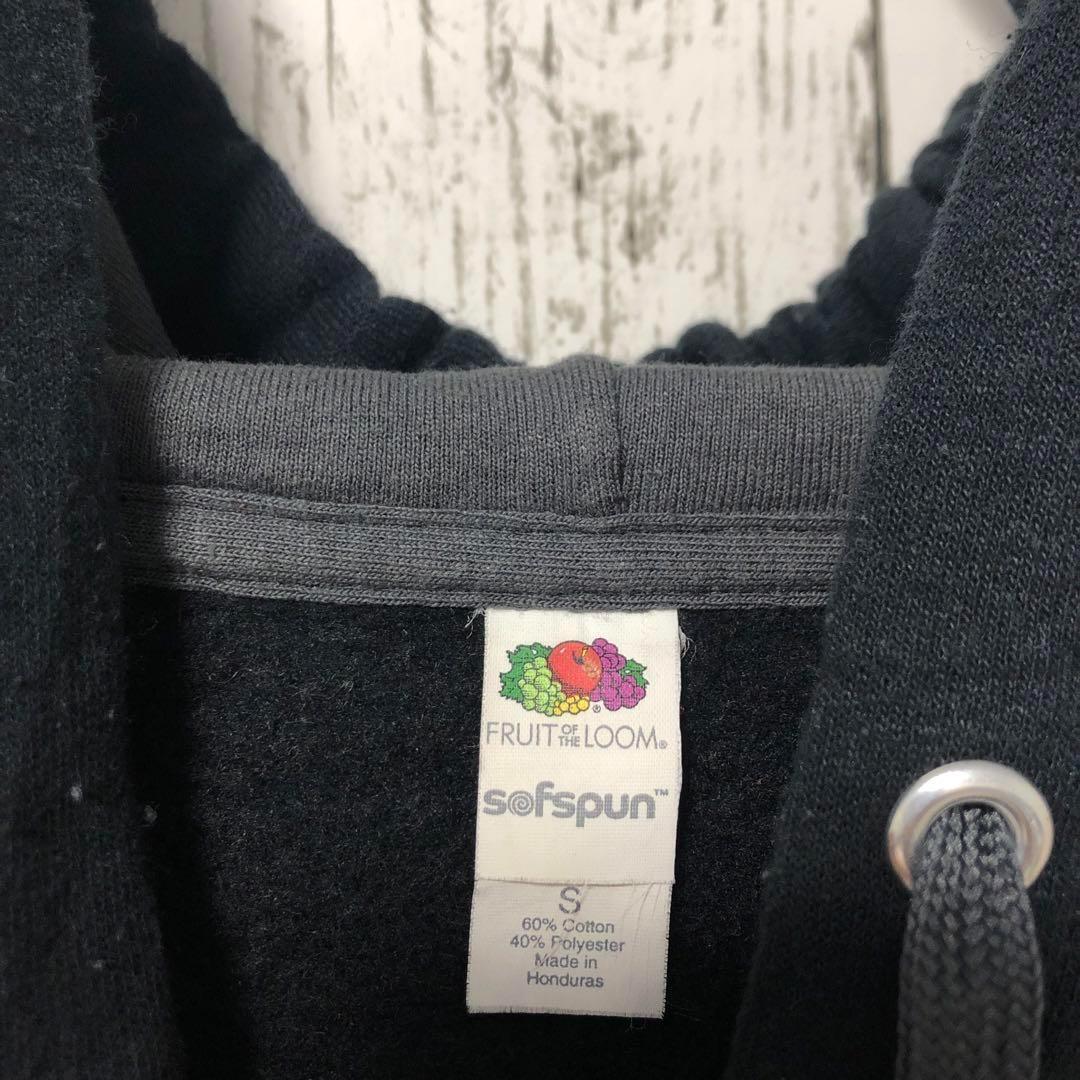 FRUIT OF THE LOOM®
sofspun™
S
60% Cotton
40% Polyester
Made in
Honduras